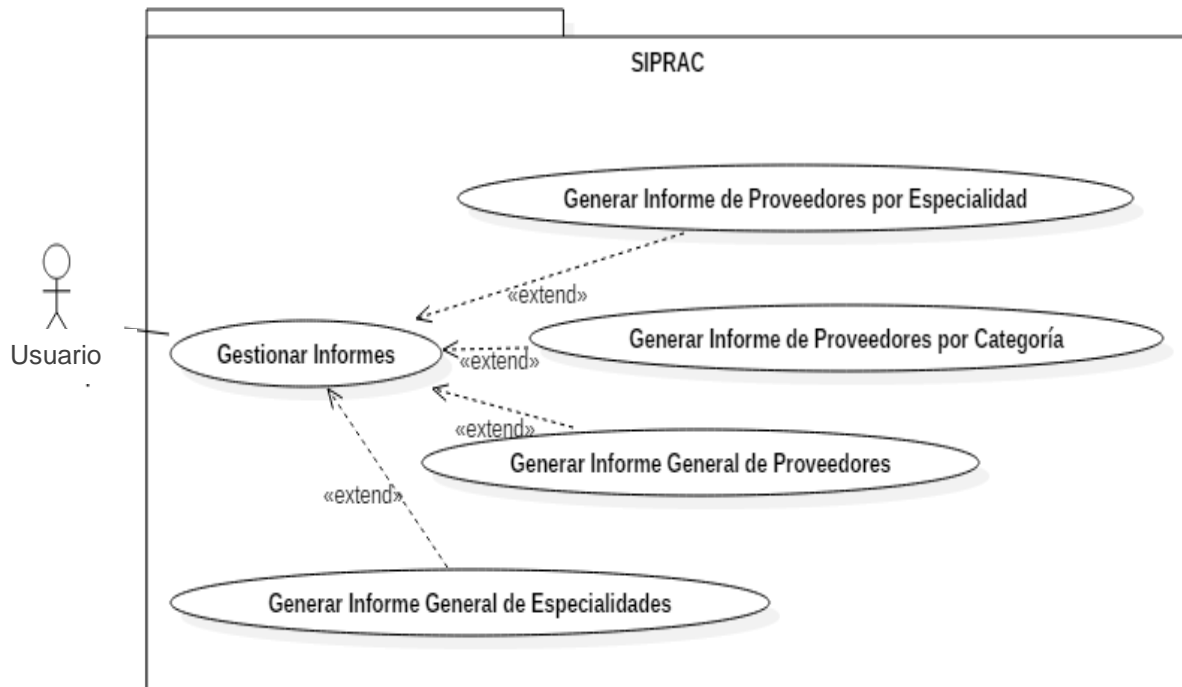 SIPRAC
Generar Informe de Proveedores por Especialidad
«extend»
Usuario
.
Gestionar Informes
Generar Informe de Proveedores por Categoría
«extend»
«extend»
Generar Informe General de Proveedores
«extend»
Generar Informe General de Especialidades